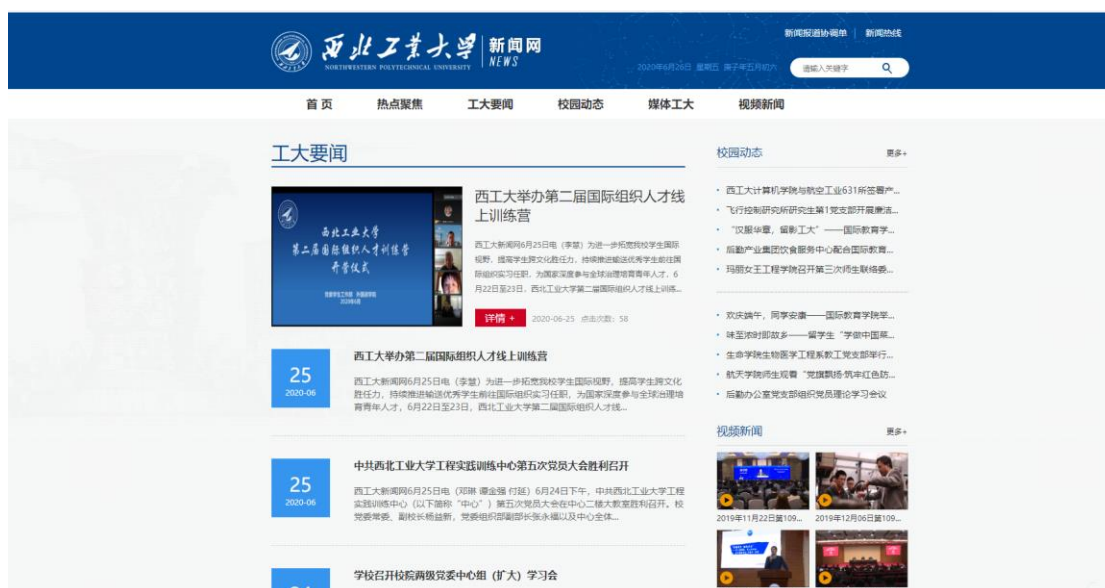 新闻报道协调单 | 新闻热线
西北工业大学 新闻网
NORTHWESTERN POLYTECHNICAL UNIVERSITY NEWS
2020年6月26日 星期五 庚子年五月初六 请输入关键字
首页 热点聚焦 工大要闻 校园动态 媒体工大 视频新闻
工大要闻
西北工业大学
第二届国际组织人才训练营
开营仪式
2020年6月
西工大举办第二届国际组织人才线
上训练营
西工大新闻网6月25日电（李慧）为进一步拓宽我校学生国际
视野，提高学生跨文化胜任力，持续推进输送优秀学生前往国
际组织实习任职，为国家深度参与全球治理培育青年人才，6
月22日至23日，西北工业大学第二届国际组织人才线上训练...
详情 + 2020-06-25 点击次数：58
25
2020-06
西工大举办第二届国际组织人才线上训练营
西工大新闻网6月25日电（李慧）为进一步拓宽我校学生国际视野，提高学生跨文化
胜任力，持续推进输送优秀学生前往国际组织实习任职，为国家深度参与全球治理培
育青年人才，6月22日至23日，西北工业大学第二届国际组织人才线...
25
2020-06
中共西北工业大学工程实践训练中心第五次党员大会胜利召开
西工大新闻网6月25日电（邓琳 谭金强 付延）6月24日下午，中共西北工业大学工程
实践训练中心（以下简称“中心”）第五次党员大会在中心二楼大教室胜利召开。校
党委常委、副校长杨益新，党委组织部副部长张永福以及中心全体...
学校召开校院两级党委中心组（扩大）学习会
校园动态 更多+
西工大计算机学院与航空工业631所签署产...
飞行控制研究所研究生第1党支部开展廉洁...
“汉服华章，留影工大”——国际教育学...
后勤产业集团饮食服务中心配合国际教育...
玛丽女王工程学院召开第三次师生联络委...
欢庆端午，同享安康——国际教育学院举...
味至浓时即故乡——留学生“学做中国菜...
生命学院生物医学工程系教工党支部举行...
航天学院师生观看“党旗飘扬·筑牢红色防...
后勤办公室党支部组织党员理论学习会议
视频新闻 更多+
2019年11月22日第109... 2019年12月06日第109...